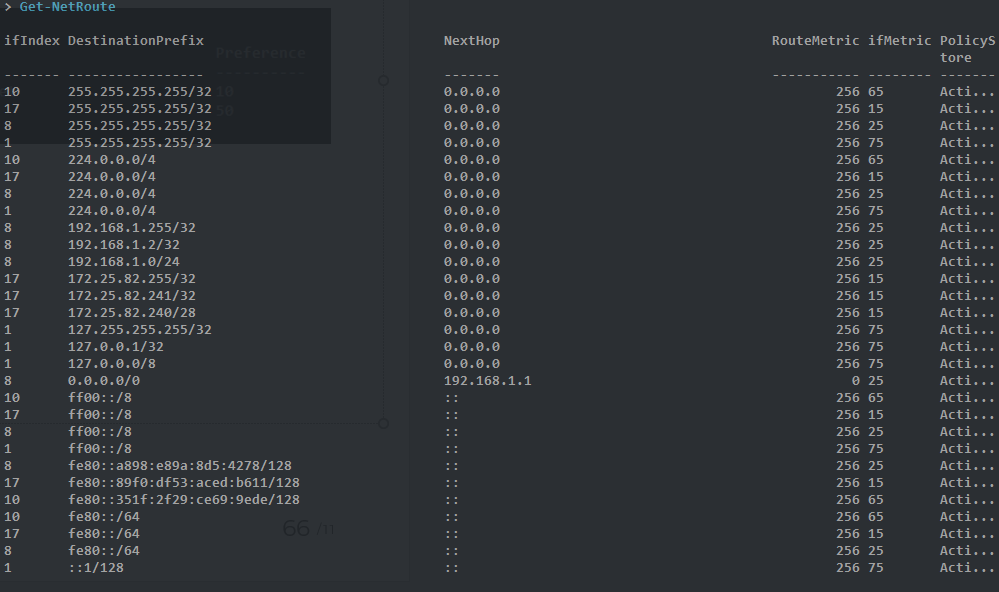 > Get-NetRoute
ifIndex DestinationPrefix NextHop RouteMetric ifMetric PolicyS
tore
Preference
------- ----------------- ------- ----------- -------- -------
10 255.255.255.255/32 0.0.0.0 256 65 Acti...
10
17 255.255.255.255/32 0.0.0.0 256 15 Acti...
50
8 255.255.255.255/32 0.0.0.0 256 25 Acti...
1 255.255.255.255/32 0.0.0.0 256 75 Acti...
10 224.0.0.0/4 0.0.0.0 256 65 Acti...
17 224.0.0.0/4 0.0.0.0 256 15 Acti...
8 224.0.0.0/4 0.0.0.0 256 25 Acti...
1 224.0.0.0/4 0.0.0.0 256 75 Acti...
8 192.168.1.255/32 0.0.0.0 256 25 Acti...
8 192.168.1.2/32 0.0.0.0 256 25 Acti...
8 192.168.1.0/24 0.0.0.0 256 25 Acti...
17 172.25.82.255/32 0.0.0.0 256 15 Acti...
17 172.25.82.241/32 0.0.0.0 256 15 Acti...
17 172.25.82.240/28 0.0.0.0 256 15 Acti...
1 127.255.255.255/32 0.0.0.0 256 75 Acti...
1 127.0.0.1/32 0.0.0.0 256 75 Acti...
1 127.0.0.0/8 0.0.0.0 256 75 Acti...
8 0.0.0.0/0 192.168.1.1 0 25 Acti...
10 ff00::/8 :: 256 65 Acti...
17 ff00::/8 :: 256 15 Acti...
8 ff00::/8 :: 256 25 Acti...
1 ff00::/8 :: 256 75 Acti...
8 fe80::a898:e89a:8d5:4278/128 :: 256 25 Acti...
17 fe80::89f0:df53:aced:b611/128 :: 256 15 Acti...
10 fe80::351f:2f29:ce69:9ede/128 :: 256 65 Acti...
10 fe80::/64 :: 256 65 Acti...
17 fe80::/64 :: 256 15 Acti...
66 /11
8 fe80::/64 :: 256 25 Acti...
1 ::1/128 :: 256 75 Acti...